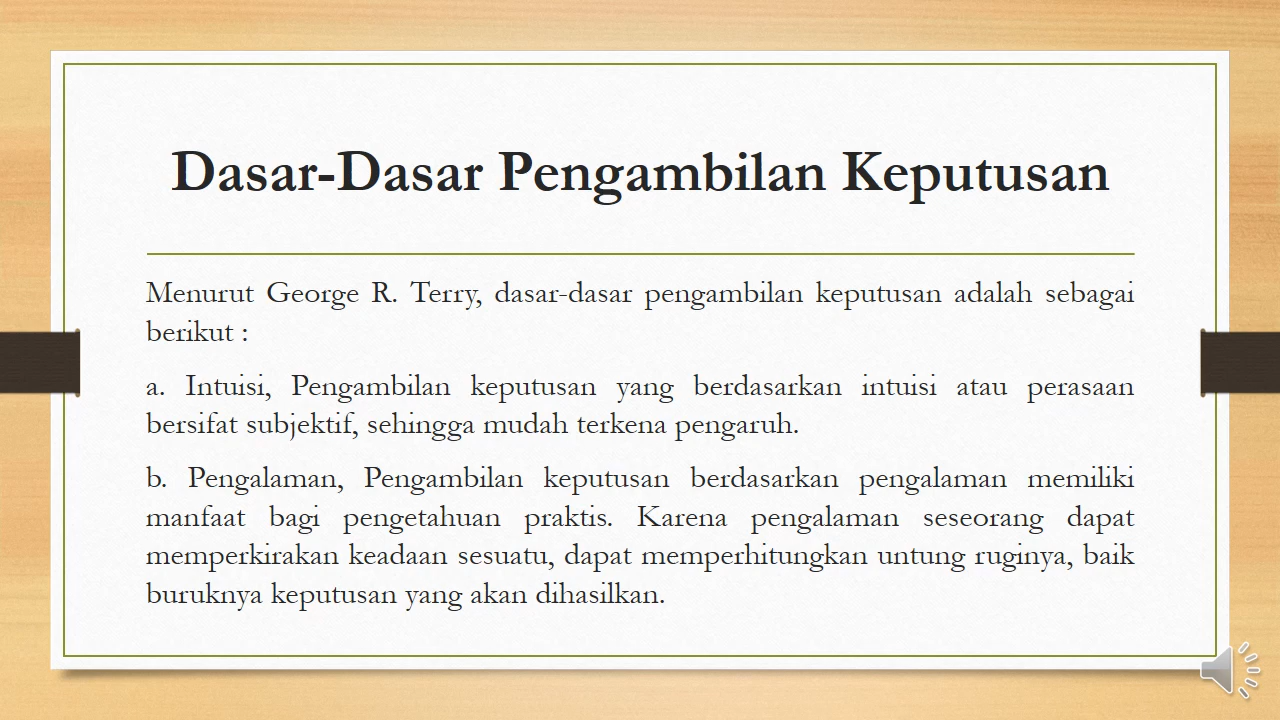 Dasar-Dasar Pengambilan Keputusan
Menurut George R. Terry, dasar-dasar pengambilan keputusan adalah sebagai
berikut :
a. Intuisi, Pengambilan keputusan yang berdasarkan intuisi atau perasaan
bersifat subjektif, sehingga mudah terkena pengaruh.
b. Pengalaman, Pengambilan keputusan berdasarkan pengalaman memiliki
manfaat bagi pengetahuan praktis. Karena pengalaman seseorang dapat
memperkirakan keadaan sesuatu, dapat memperhitungkan untung ruginya, baik
buruknya keputusan yang akan dihasilkan.